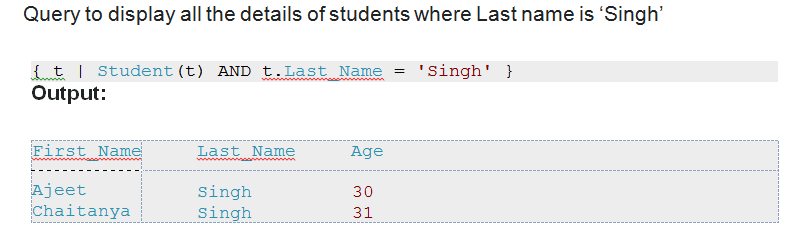 Query to display all the details of students where Last name is ‘Singh’
{ t | Student(t) AND t.Last_Name = 'Singh' }
Output:
First_Name Last_Name Age
Ajeet Singh 30
Chaitanya Singh 31